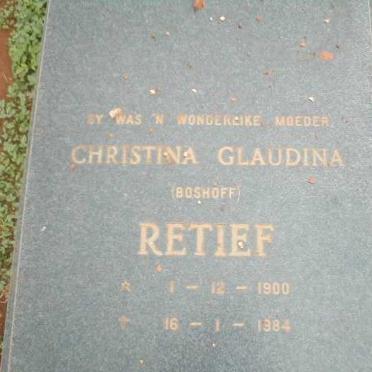 SY WAS 'N WONDERLIKE MOEDER.
CHRISTINA GLAUDINA
(BOSHOFF)
RETIEF
☆ 1 - 12 - 1900
† 16 - 1 - 1984